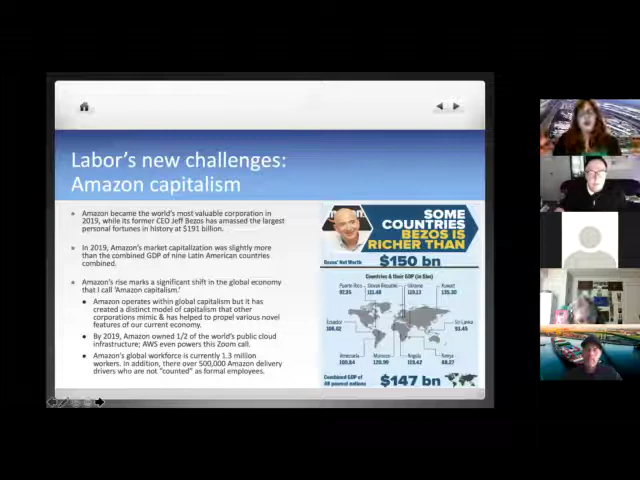 Labor's new challenges:
Amazon capitalism
Amazon became the world's most valuable corporation in
2019, while its former CEO Jeff Bezos has amassed the largest
personal fortunes in history at $191 billion.
In 2019, Amazon's market capitalization was slightly more
than the combined GDP of nine Latin American countries
combined.
Amazon's rise marks a significant shift in the global economy
that I call 'Amazon capitalism.'
Amazon operates within global capitalism but it has
created a distinct model of capitalism that other
corporations mimic & has helped to propel various novel
features of our current economy.
By 2019, Amazon owned 1/2 of the world's public cloud
infrastructure; AWS even powers this Zoom call.
Amazon's global workforce is currently 1.3 million
workers. In addition, there over 500,000 Amazon delivery
drivers who are not "counted" as formal employees.
SOME
COUNTRIES
BEZOS IS
RICHER THAN
Bezos' Net Worth $150 bn
Countries & their GDP (in $bn)
Puerto Rico Slovak Republic Ukraine Kuwait
Ecuador
Sri Lanka
Venezuela Morocco Angola Kenya
Combined GDP of
$147 bn